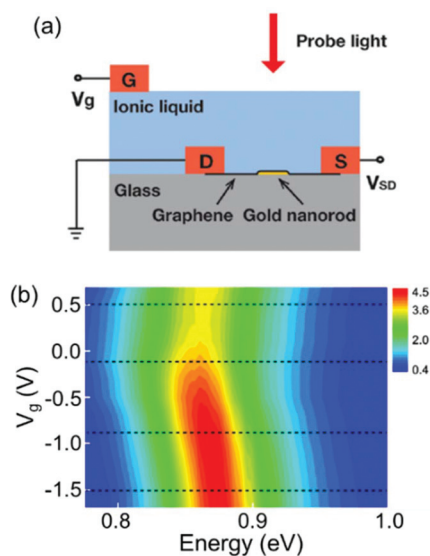 (a)
Probe light
G
Vg
Ionic liquid
D
S
VSD
Glass
Graphene
Gold nanorod
(b)
4.5
3.6
2.4
0.4
0.5
0.0
-0.5
-1.0
-1.5
Vg (V)
0.8
0.9
1.0
Energy (eV)